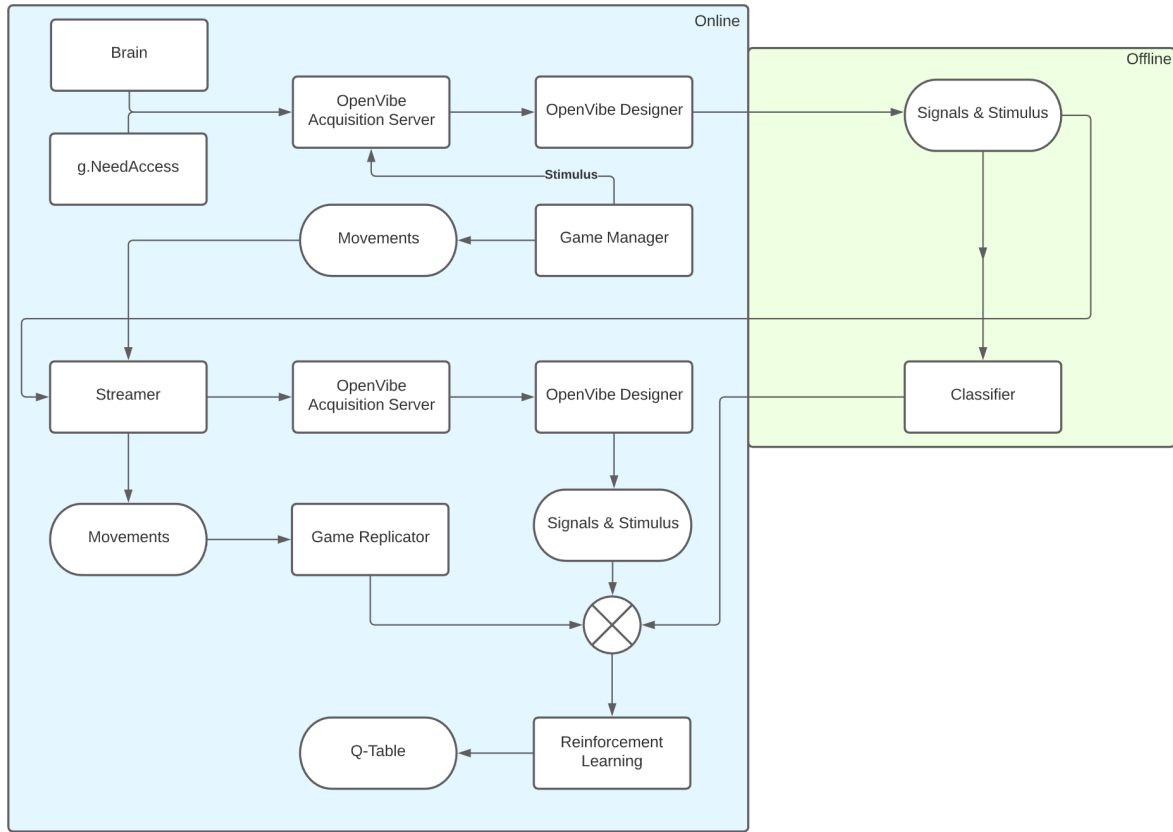 Online
Offline
Brain
OpenVibe
Acquisition Server
OpenVibe Designer
Signals & Stimulus
g.NeedAccess
Stimulus
Movements
Game Manager
Streamer
OpenVibe
Acquisition Server
OpenVibe Designer
Classifier
Movements
Game Replicator
Signals & Stimulus
Q-Table
Reinforcement
Learning